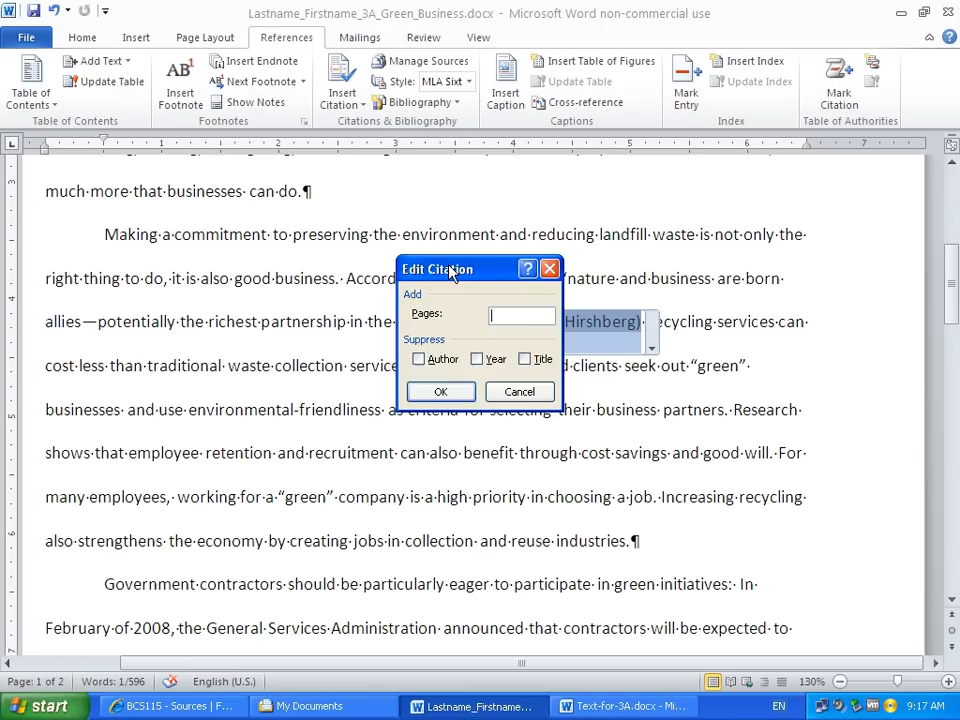 Lastname_Firstname_3A_Green_Business.docx - Microsoft Word non-commercial use
File Home Insert Page Layout References Mailings Review View
Table of Contents
Add Text
Update Table
Table of Contents
AB
Insert Footnote
Insert Endnote
Next Footnote
Show Notes
Footnotes
Insert Citation
Manage Sources
Style: MLA Sixt
Bibliography
Citations & Bibliography
Insert Caption
Insert Table of Figures
Update Table
Cross-reference
Captions
Mark Entry
Insert Index
Update Index
Index
Mark Citation
Table of Authorities
1 2 3 4 5 6 7
much·more·that·businesses·can·do.¶
Making·a·commitment·to·preserving·the·environment·and·reducing·landfill·waste·is·not·only·the·
right·thing·to·do,·it·is·also·good·business.·Accord /nature·and·business·are·born·
allies—potentially·the·richest·partnership·in·the· Hirshberg)·recycling·services·can·
cost·less·than·traditional·waste·collection·service d·clients·seek·out·“green”·
businesses·and·use·environmental-friendliness· their·business·partners.·Research·
shows·that·employee·retention·and·recruitment·can·also·benefit·through·cost·savings·and·good·will.·For·
many·employees,·working·for·a·“green”·company·is·a·high·priority·in·choosing·a·job.·Increasing·recycling·
also·strengthens·the·economy·by·creating·jobs·in·collection·and·reuse·industries.¶
Government·contractors·should·be·particularly·eager·to·participate·in·green·initiatives:·In·
February·of·2008,·the·General·Services·Administration·announced·that·contractors·will·be·expected·to·
Edit Citation
Add
Pages:
Suppress
Author Year Title
OK Cancel
Page: 1 of 2 Words: 1/596 English (U.S.) 130%
start BCS115 - Sources | F... My Documents Lastname_Firstname... Text-for-3A.docx - Mi... EN 9:17 AM